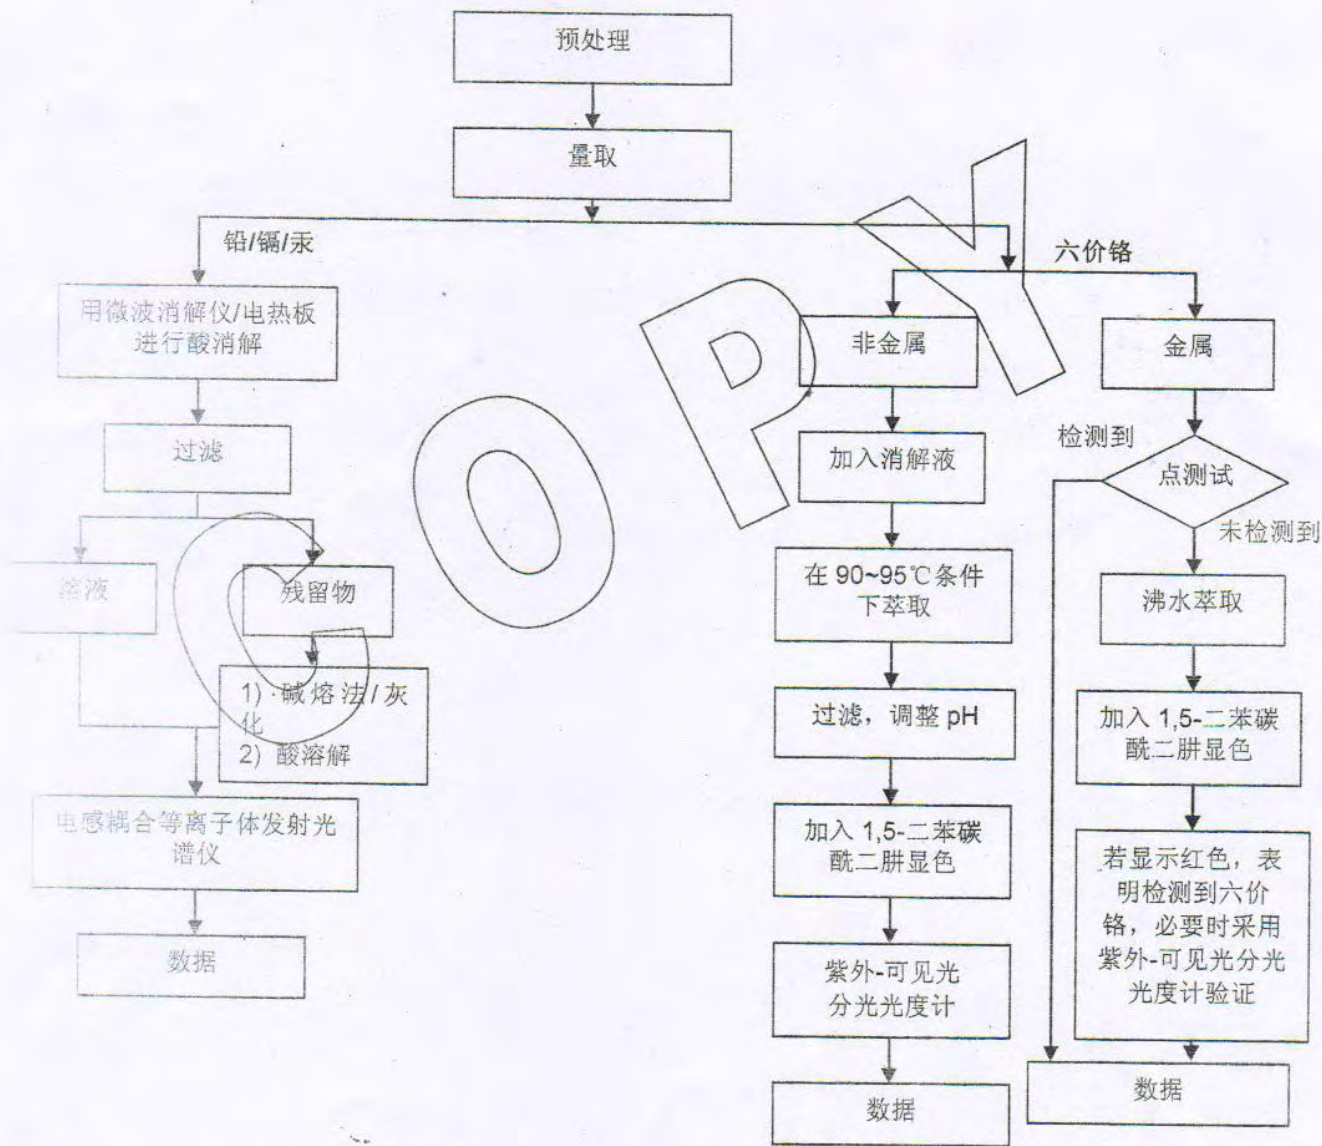 预处理
量取
铅/镉/汞
用微波消解仪/电热板
进行酸消解
过滤
溶液
残留物
1) 碱熔法/灰
化
2) 酸溶解
电感耦合等离子体发射光
谱仪
数据
六价铬
非金属
加入消解液
在 90~95℃条件
下萃取
过滤，调整 pH
加入 1,5-二苯碳
酰二肼显色
紫外-可见光
分光光度计
数据
金属
检测到
点测试
未检测到
沸水萃取
加入 1,5-二苯碳
酰二肼显色
若显示红色，表
明检测到六价
铬，必要时采用
紫外-可见光分光
光度计验证
数据
COPY